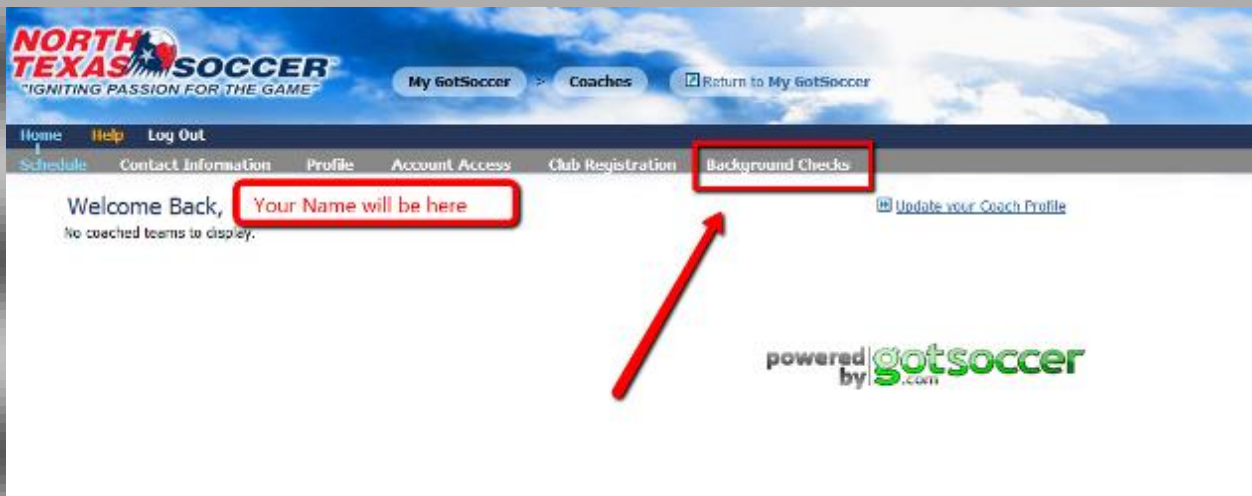 NORTH
TEXAS SOCCER
"IGNITING PASSION FOR THE GAME"
My GotSoccer > Coaches Return to My GotSoccer
Home Help Log Out
Schedule Contact Information Profile Account Access Club Registration Background Checks
Welcome Back, Your Name will be here
Update your Coach Profile
No coached teams to display.
powered by gotsoccer
.com